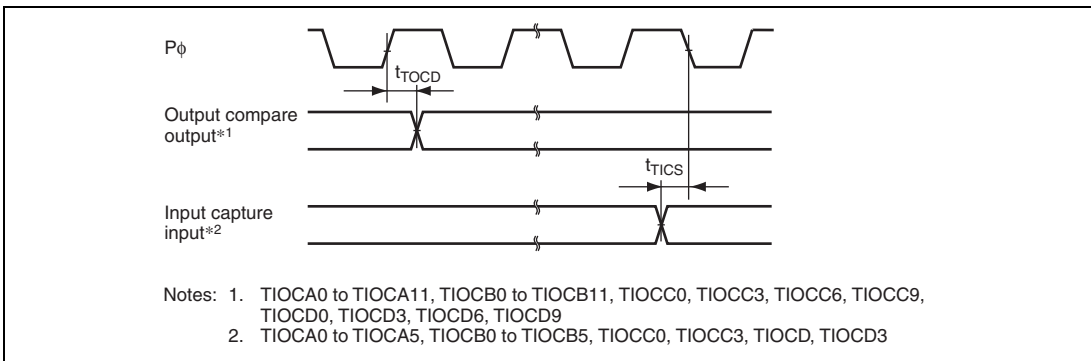 Pϕ
tTOCD
Output compare
output*1
tTICS
Input capture
input*2
Notes: 1. TIOCA0 to TIOCA11, TIOCB0 to TIOCB11, TIOCC0, TIOCC3, TIOCC6, TIOCC9,
TIOCD0, TIOCD3, TIOCD6, TIOCD9
2. TIOCA0 to TIOCA5, TIOCB0 to TIOCB5, TIOCC0, TIOCC3, TIOCD, TIOCD3